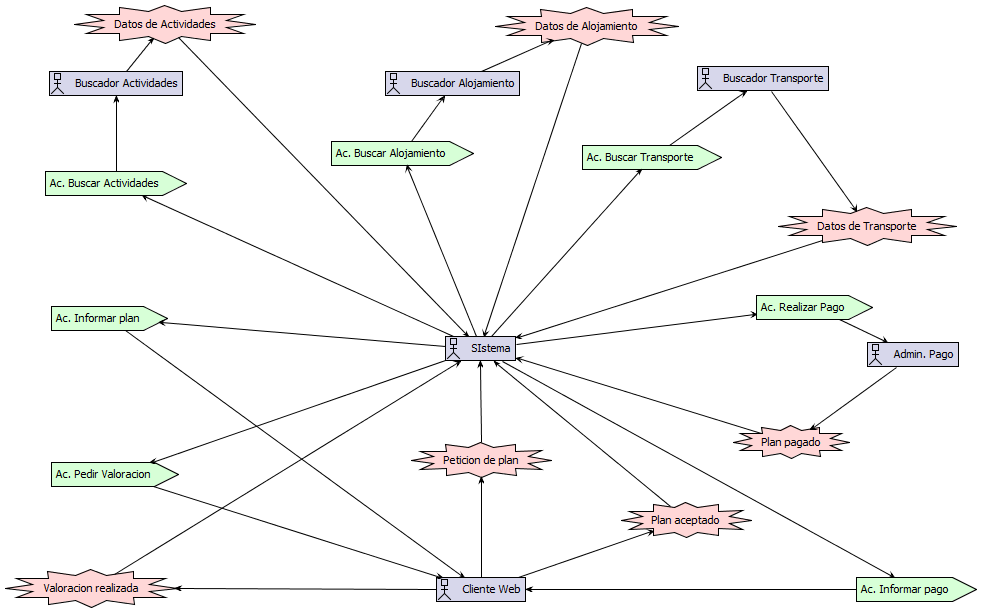 Datos de Actividades
Datos de Alojamiento
Buscador Actividades
Buscador Alojamiento
Buscador Transporte
Ac. Buscar Alojamiento
Ac. Buscar Transporte
Ac. Buscar Actividades
Datos de Transporte
Ac. Informar plan
Ac. Realizar Pago
SIstema
Admin. Pago
Plan pagado
Peticion de plan
Ac. Pedir Valoracion
Plan aceptado
Valoracion realizada
Cliente Web
Ac. Informar pago